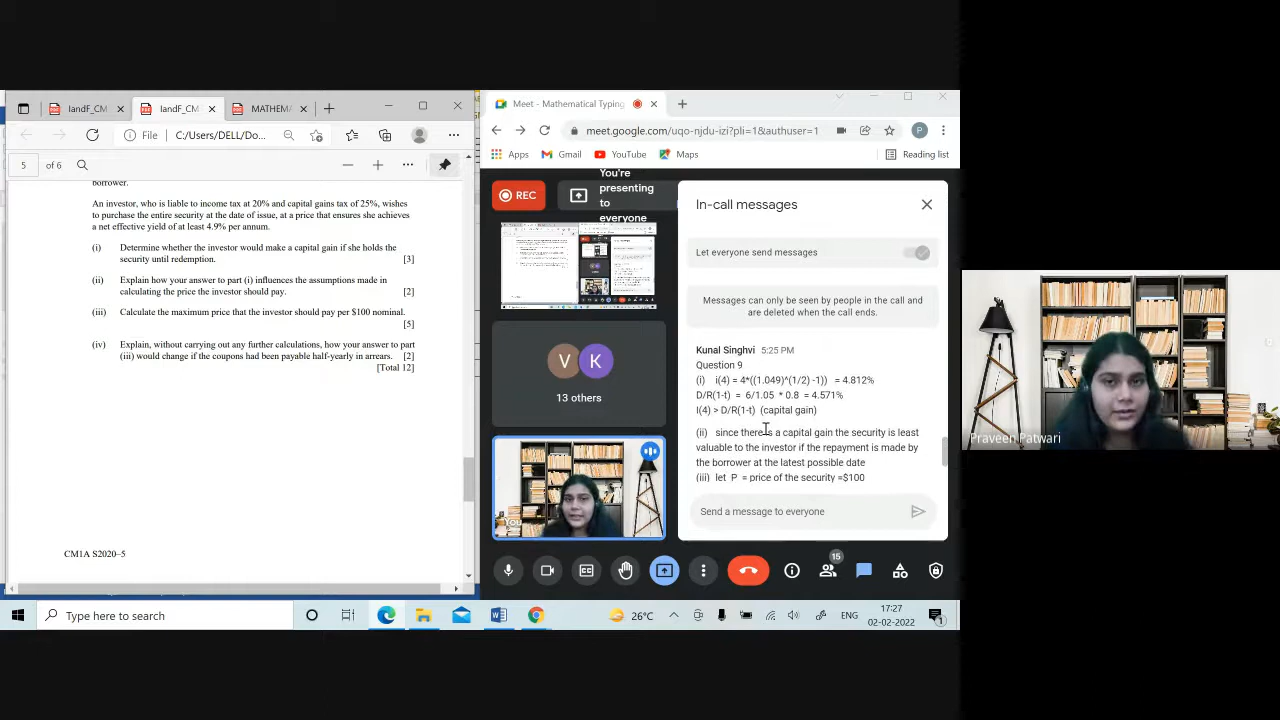 IandF_CM
IandF_CM
MATHEMA
File
C:/Users/DELL/Do...
5
of 6
borrower.
An investor, who is liable to income tax at 20% and capital gains tax of 25%, wishes
to purchase the entire security at the date of issue, at a price that ensures she achieves
a net effective yield of at least 4.9% per annum.
(i) Determine whether the investor would make a capital gain if she holds the
security until redemption. [3]
(ii) Explain how your answer to part (i) influences the assumptions made in
calculating the price the investor should pay. [2]
(iii) Calculate the maximum price that the investor should pay per $100 nominal.
[5]
(iv) Explain, without carrying out any further calculations, how your answer to part
(iii) would change if the coupons had been payable half-yearly in arrears. [2]
[Total 12]
CM1A S2020–5
Meet - Mathematical Typing
meet.google.com/uqo-njdu-izi?pli=1&authuser=1
P
Apps
Gmail
YouTube
Maps
Reading list
REC
You're
presenting
to
everyone
V
K
13 others
You
In-call messages
Let everyone send messages
Messages can only be seen by people in the call and
are deleted when the call ends.
Kunal Singhvi 5:25 PM
Question 9
(i) i(4) = 4*((1.049)^(1/2) -1)) = 4.812%
D/R(1-t) = 6/1.05 * 0.8 = 4.571%
I(4) > D/R(1-t) (capital gain)
(ii) since there is a capital gain the security is least
valuable to the investor if the repayment is made by
the borrower at the latest possible date
(iii) let P = price of the security =$100
Send a message to everyone
15
Praveen Patwari
Type here to search
26°C
ENG
17:27
02-02-2022
1